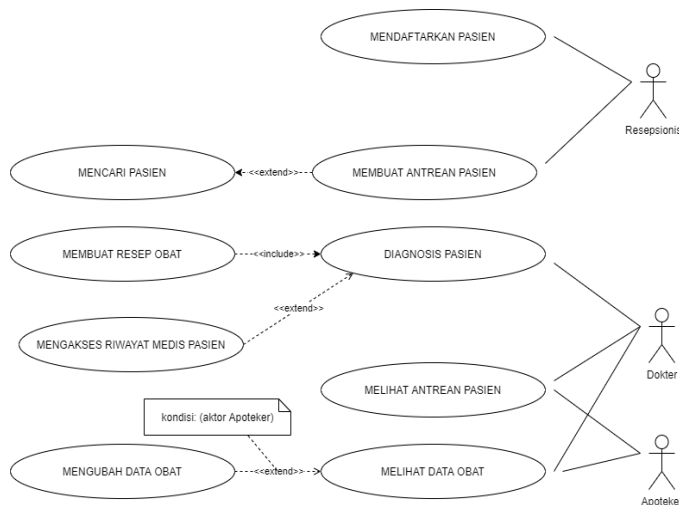 MENDAFTARKAN PASIEN
Resepsionis
MENCARI PASIEN
<<extend>>
MEMBUAT ANTREAN PASIEN
MEMBUAT RESEP OBAT
<<include>>
DIAGNOSIS PASIEN
<<extend>>
MENGAKSES RIWAYAT MEDIS PASIEN
Dokter
MELIHAT ANTREAN PASIEN
kondisi: (aktor Apoteker)
MENGUBAH DATA OBAT
<<extend>>
MELIHAT DATA OBAT
Apoteker